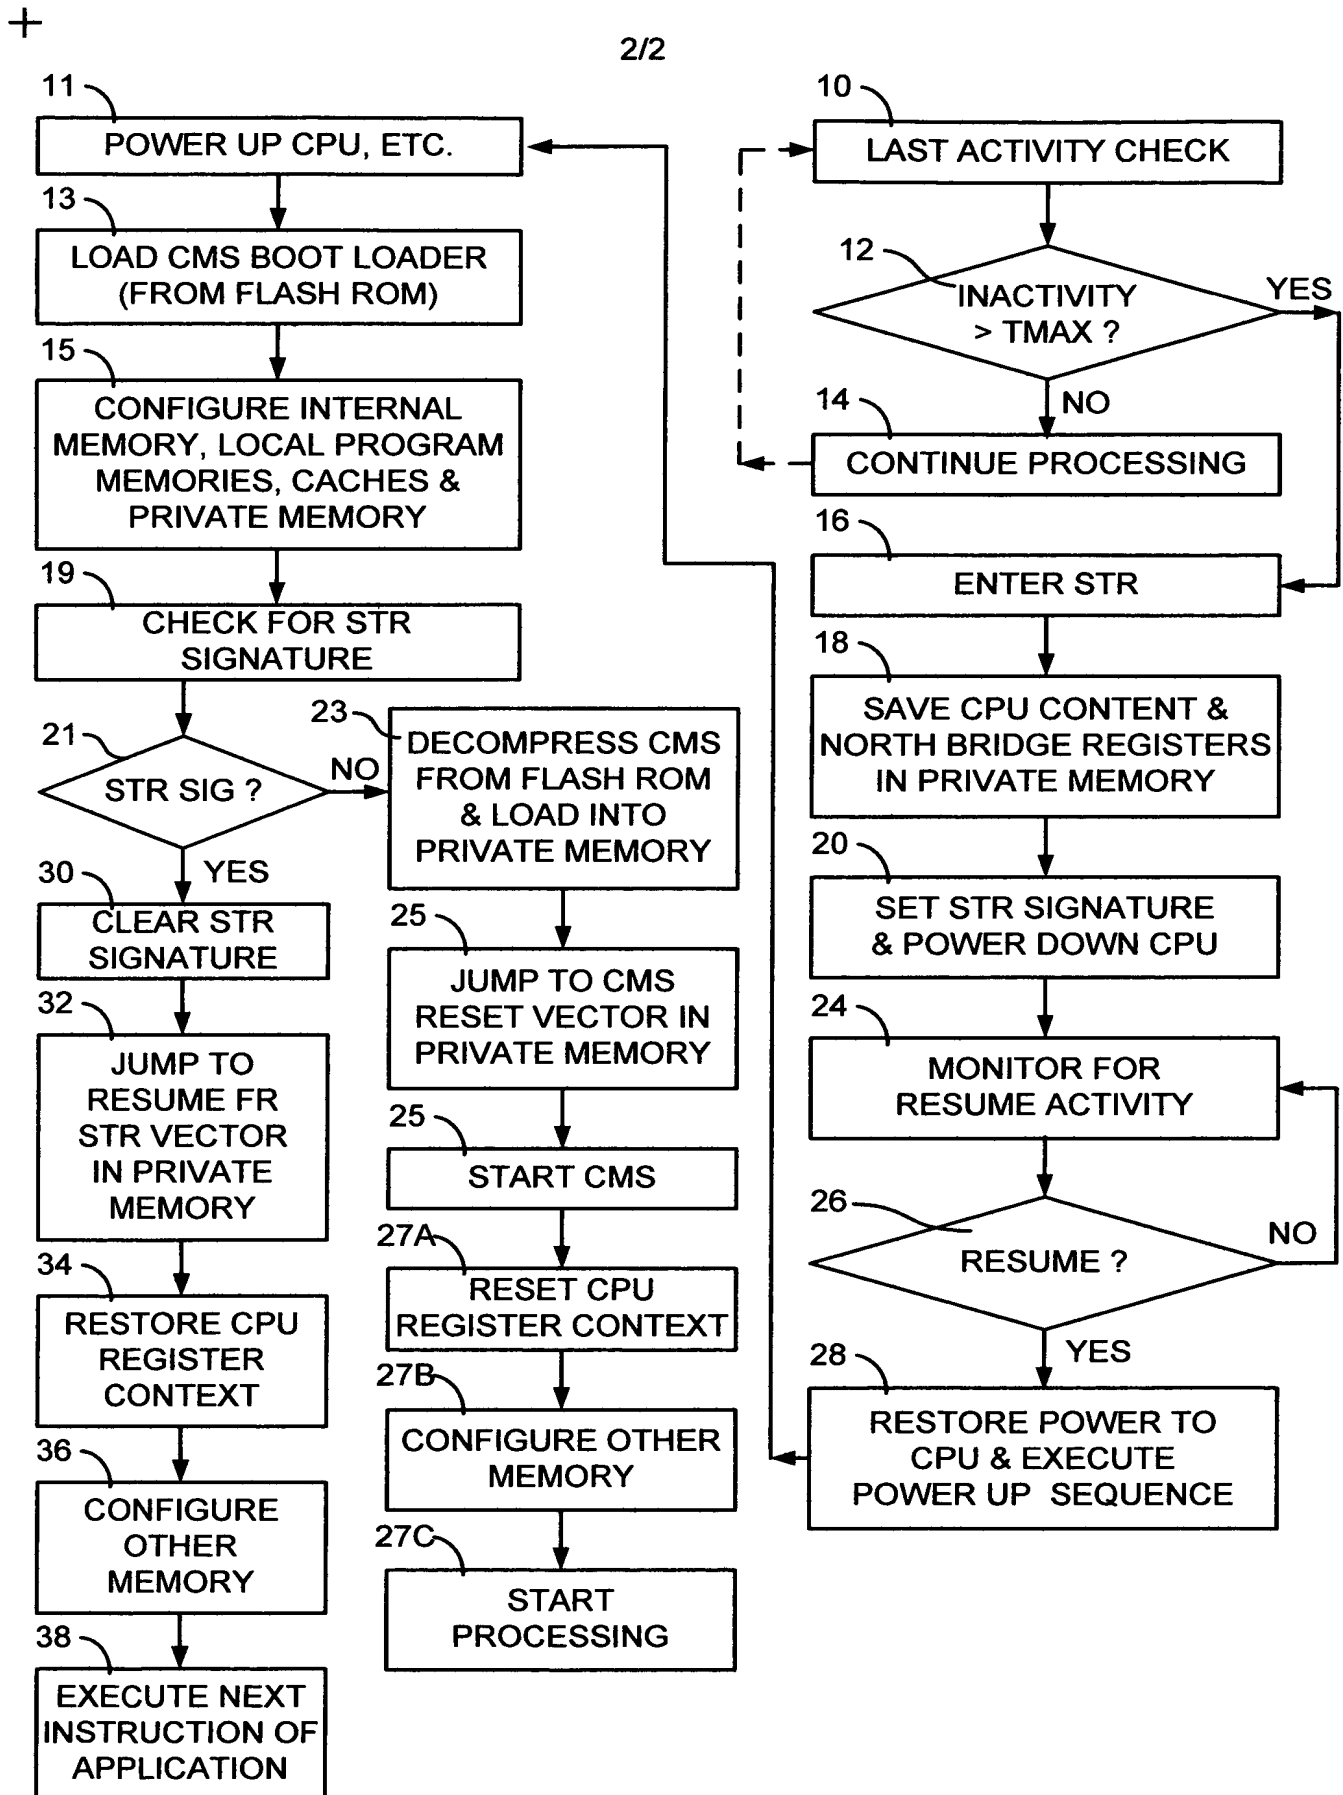 2/2
11
POWER UP CPU, ETC.
13
LOAD CMS BOOT LOADER
(FROM FLASH ROM)
15
CONFIGURE INTERNAL
MEMORY, LOCAL PROGRAM
MEMORIES, CACHES &
PRIVATE MEMORY
19
CHECK FOR STR
SIGNATURE
21
STR SIG ?
NO
YES
30
CLEAR STR
SIGNATURE
32
JUMP TO
RESUME FR
STR VECTOR
IN PRIVATE
MEMORY
34
RESTORE CPU
REGISTER
CONTEXT
36
CONFIGURE
OTHER
MEMORY
38
EXECUTE NEXT
INSTRUCTION OF
APPLICATION
23
DECOMPRESS CMS
FROM FLASH ROM
& LOAD INTO
PRIVATE MEMORY
25
JUMP TO CMS
RESET VECTOR IN
PRIVATE MEMORY
25
START CMS
27A
RESET CPU
REGISTER CONTEXT
27B
CONFIGURE OTHER
MEMORY
27C
START
PROCESSING
10
LAST ACTIVITY CHECK
12
INACTIVITY
> TMAX ?
YES
NO
14
CONTINUE PROCESSING
16
ENTER STR
18
SAVE CPU CONTENT &
NORTH BRIDGE REGISTERS
IN PRIVATE MEMORY
20
SET STR SIGNATURE
& POWER DOWN CPU
24
MONITOR FOR
RESUME ACTIVITY
26
RESUME ?
NO
YES
28
RESTORE POWER TO
CPU & EXECUTE
POWER UP SEQUENCE